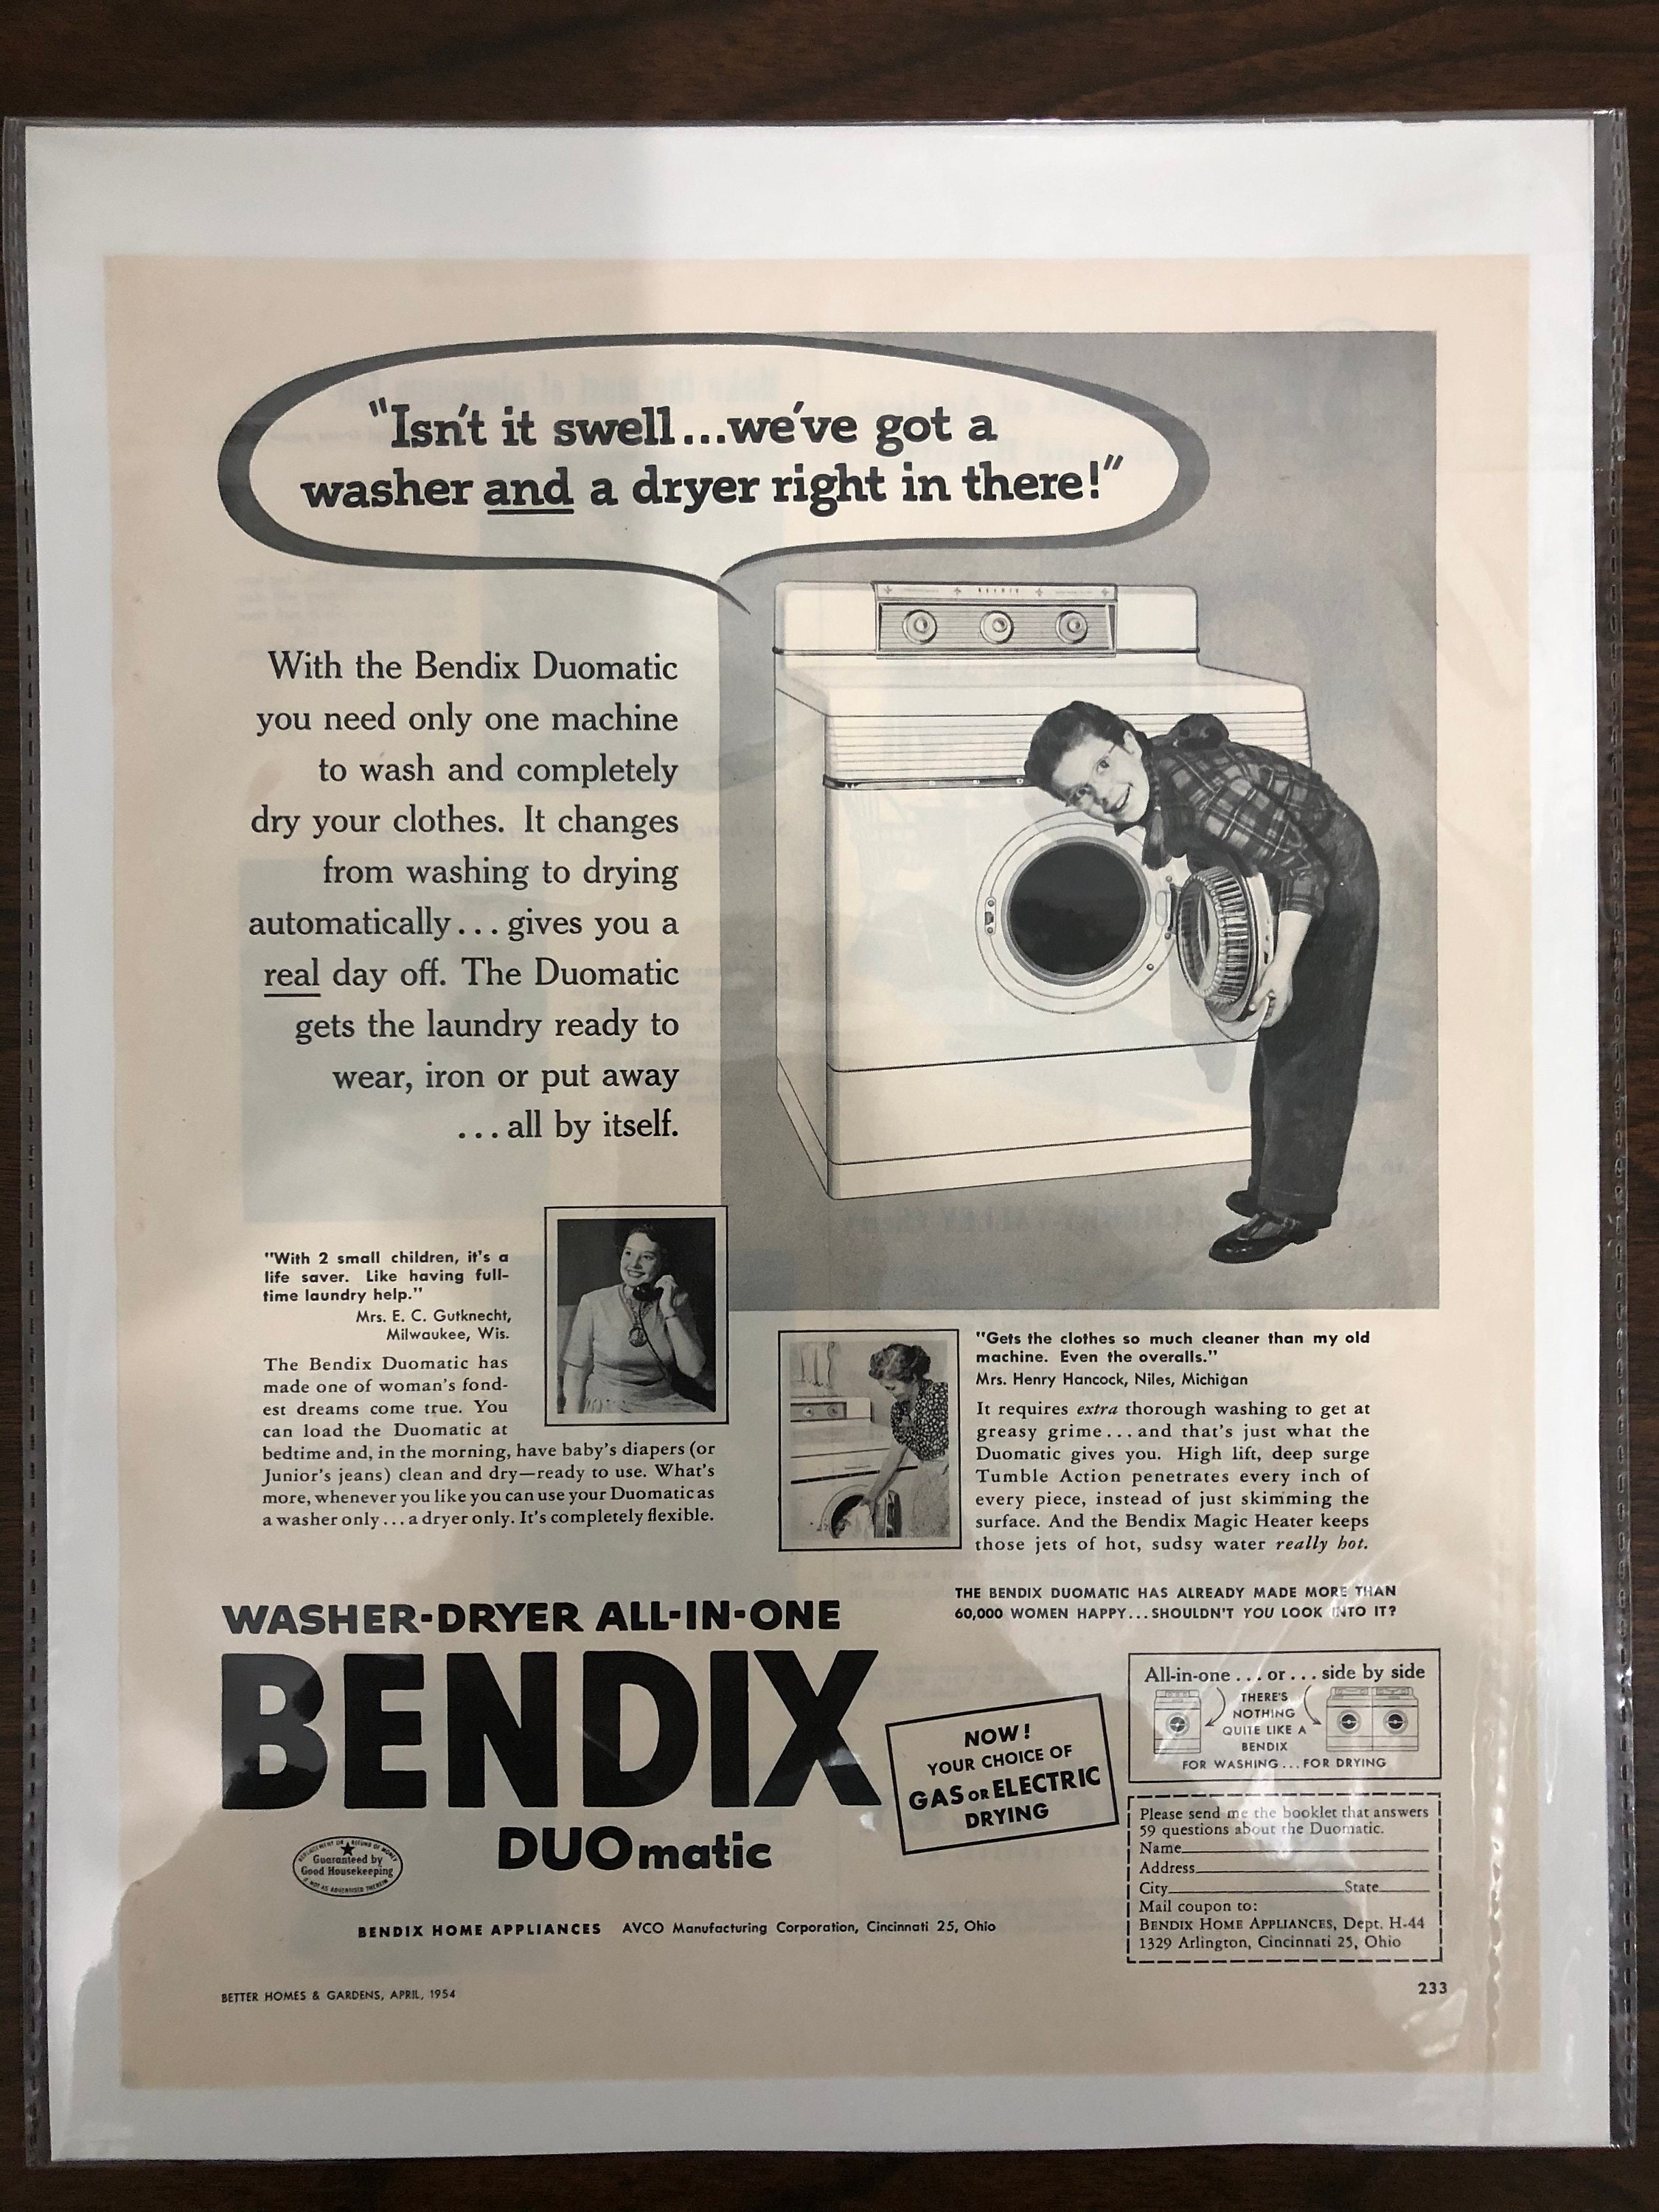 "Isn't it swell...we've got a
washer and a dryer right in there!"
With the Bendix Duomatic
you need only one machine
to wash and completely
dry your clothes. It changes
from washing to drying
automatically...gives you a
real day off. The Duomatic
gets the laundry ready to
wear, iron or put away
...all by itself.
BENDIX
"With 2 small children, it's a
life saver. Like having full-
time laundry help."
Mrs. E. C. Gutknecht,
Milwaukee, Wis.
The Bendix Duomatic has
made one of woman's fond-
est dreams come true. You
can load the Duomatic at
bedtime and, in the morning, have baby's diapers (or
Junior's jeans) clean and dry—ready to use. What's
more, whenever you like you can use your Duomatic as
a washer only...a dryer only. It's completely flexible.
"Gets the clothes so much cleaner than my old
machine. Even the overalls."
Mrs. Henry Hancock, Niles, Michigan
It requires extra thorough washing to get at
greasy grime...and that's just what the
Duomatic gives you. High lift, deep surge
Tumble Action penetrates every inch of
every piece, instead of just skimming the
surface. And the Bendix Magic Heater keeps
those jets of hot, sudsy water really hot.
THE BENDIX DUOMATIC HAS ALREADY MADE MORE THAN
60,000 WOMEN HAPPY...SHOULDN'T YOU LOOK INTO IT?
WASHER-DRYER ALL-IN-ONE
BENDIX
DUOmatic
NOW!
YOUR CHOICE OF
GAS OR ELECTRIC
DRYING
All-in-one...or...side by side
THERE'S
NOTHING
QUITE LIKE A
BENDIX
FOR WASHING...FOR DRYING
Please send me the booklet that answers
59 questions about the Duomatic.
Name
Address
City State
Mail coupon to:
BENDIX HOME APPLIANCES, Dept. H-44
1329 Arlington, Cincinnati 25, Ohio
REPLACEMENT OR REFUND OF MONEY
Guaranteed by
Good Housekeeping
IF NOT AS ADVERTISED THEREIN
BENDIX HOME APPLIANCES AVCO Manufacturing Corporation, Cincinnati 25, Ohio
BETTER HOMES & GARDENS, APRIL, 1954
233